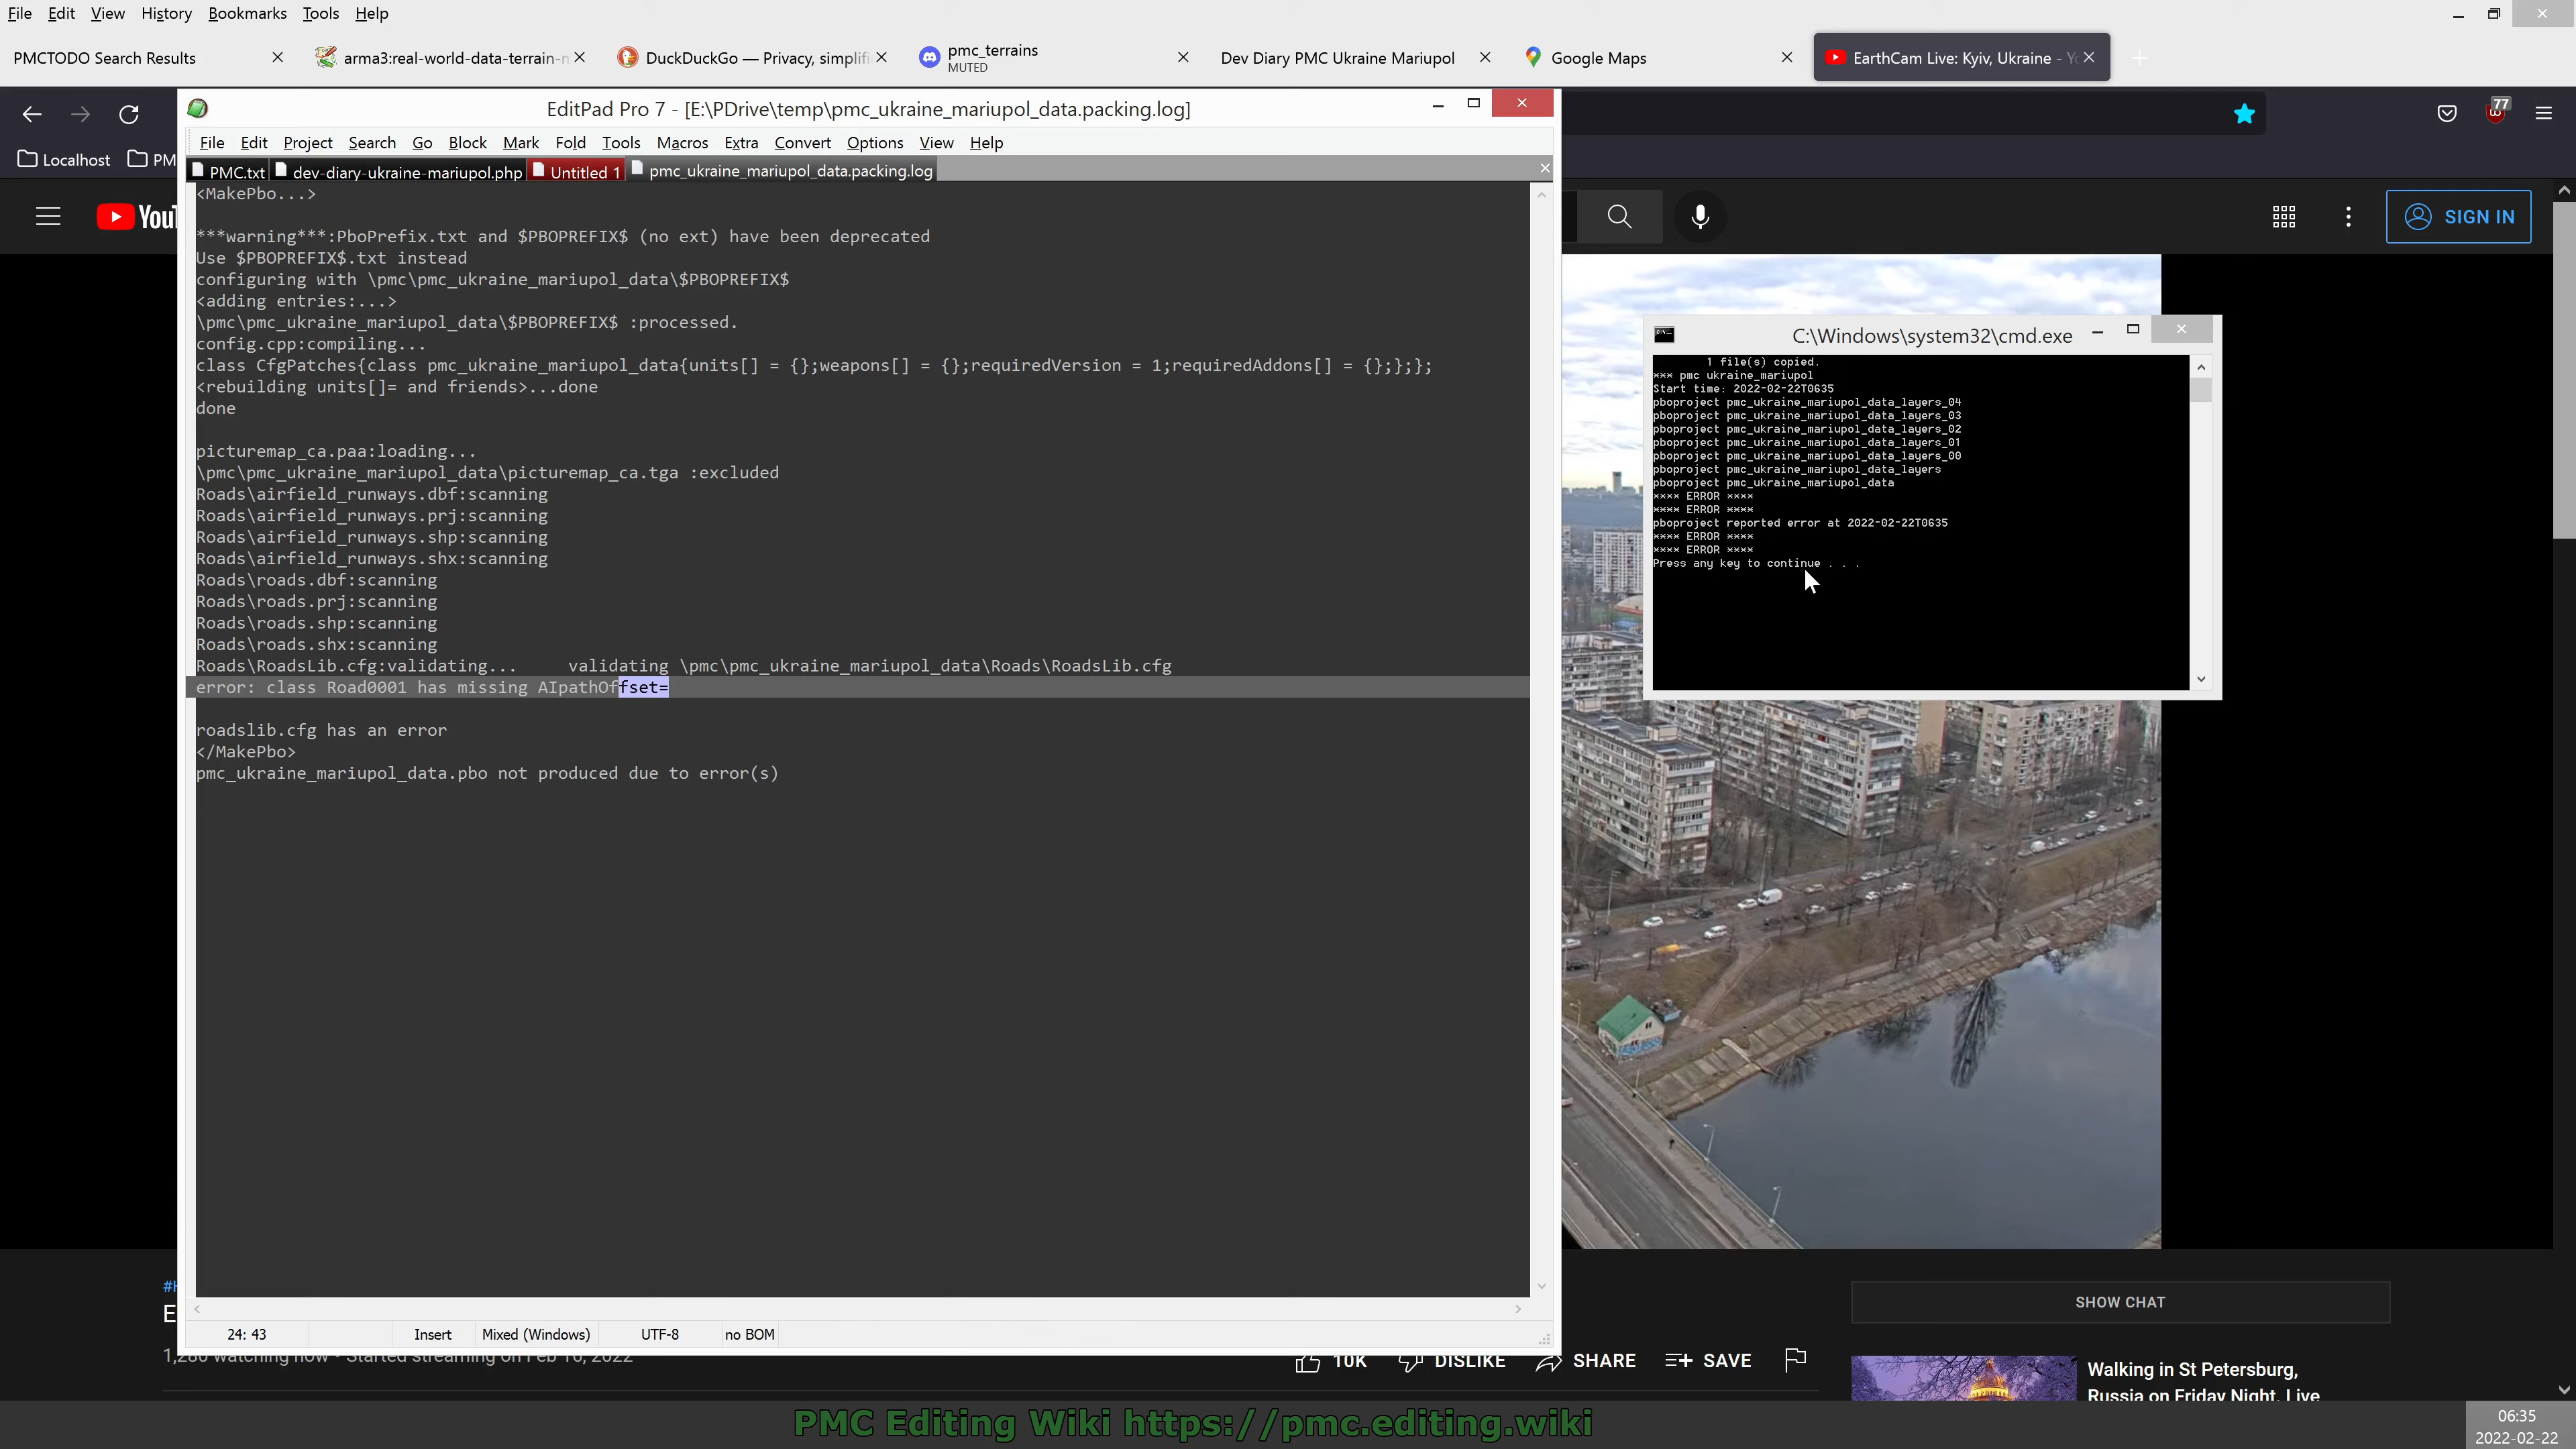 File Edit View History Bookmarks Tools Help
PMCTODO Search Results
arma3:real-world-data-terrain-
DuckDuckGo — Privacy, simplifi
pmc_terrains
MUTED
Dev Diary PMC Ukraine Mariupol
Google Maps
EarthCam Live: Kyiv, Ukraine -
77
Localhost
PM
EditPad Pro 7 - [E:\PDrive\temp\pmc_ukraine_mariupol_data.packing.log]
File Edit Project Search Go Block Mark Fold Tools Macros Extra Convert Options View Help
PMC.txt dev-diary-ukraine-mariupol.php Untitled 1 pmc_ukraine_mariupol_data.packing.log
<MakePbo...>
***warning***:PboPrefix.txt and $PBOPREFIX$ (no ext) have been deprecated
Use $PBOPREFIX$.txt instead
configuring with \pmc\pmc_ukraine_mariupol_data\$PBOPREFIX$
<adding entries:...>
\pmc\pmc_ukraine_mariupol_data\$PBOPREFIX$ :processed.
config.cpp:compiling...
class CfgPatches{class pmc_ukraine_mariupol_data{units[] = {};weapons[] = {};requiredVersion = 1;requiredAddons[] = {};};};
<rebuilding units[]= and friends>...done
done
picturemap_ca.paa:loading...
\pmc\pmc_ukraine_mariupol_data\picturemap_ca.tga :excluded
Roads\airfield_runways.dbf:scanning
Roads\airfield_runways.prj:scanning
Roads\airfield_runways.shp:scanning
Roads\airfield_runways.shx:scanning
Roads\roads.dbf:scanning
Roads\roads.prj:scanning
Roads\roads.shp:scanning
Roads\roads.shx:scanning
Roads\RoadsLib.cfg:validating... validating \pmc\pmc_ukraine_mariupol_data\Roads\RoadsLib.cfg
error: class Road0001 has missing AIpathOffset=
roadslib.cfg has an error
</MakePbo>
pmc_ukraine_mariupol_data.pbo not produced due to error(s)
24: 43 Insert Mixed (Windows) UTF-8 no BOM
SIGN IN
C:\Windows\system32\cmd.exe
1 file(s) copied.
*** pmc ukraine_mariupol
Start time: 2022-02-22T0635
pboproject pmc_ukraine_mariupol_data_layers_04
pboproject pmc_ukraine_mariupol_data_layers_03
pboproject pmc_ukraine_mariupol_data_layers_02
pboproject pmc_ukraine_mariupol_data_layers_01
pboproject pmc_ukraine_mariupol_data_layers_00
pboproject pmc_ukraine_mariupol_data_layers
pboproject pmc_ukraine_mariupol_data
**** ERROR ****
**** ERROR ****
pboproject reported error at 2022-02-22T0635
**** ERROR ****
**** ERROR ****
Press any key to continue . . .
1,280 watching now • Started streaming on Feb 16, 2022
10K DISLIKE SHARE SAVE
SHOW CHAT
Walking in St Petersburg,
Russia on Friday Night. Live
PMC Editing Wiki https://pmc.editing.wiki
06:35
2022-02-22